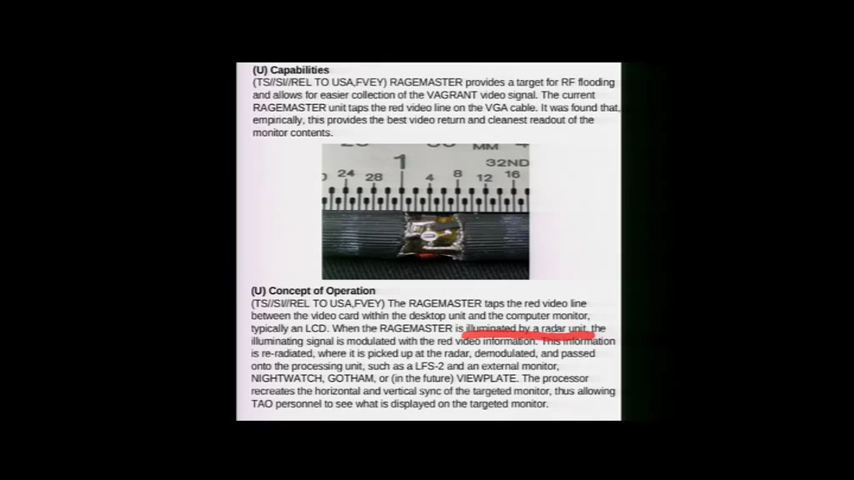 (U) Capabilities
(TS//SI//REL TO USA,FVEY) RAGEMASTER provides a target for RF flooding
and allows for easier collection of the VAGRANT video signal. The current
RAGEMASTER unit taps the red video line on the VGA cable. It was found that,
empirically, this provides the best video return and cleanest readout of the
monitor contents.
MM
1 32ND
24 28 4 8 12 16
(U) Concept of Operation
(TS//SI//REL TO USA,FVEY) The RAGEMASTER taps the red video line
between the video card within the desktop unit and the computer monitor,
typically an LCD. When the RAGEMASTER is illuminated by a radar unit, the
illuminating signal is modulated with the red video information. This information
is re-radiated, where it is picked up at the radar, demodulated, and passed
onto the processing unit, such as a LFS-2 and an external monitor,
NIGHTWATCH, GOTHAM, or (in the future) VIEWPLATE. The processor
recreates the horizontal and vertical sync of the targeted monitor, thus allowing
TAO personnel to see what is displayed on the targeted monitor.